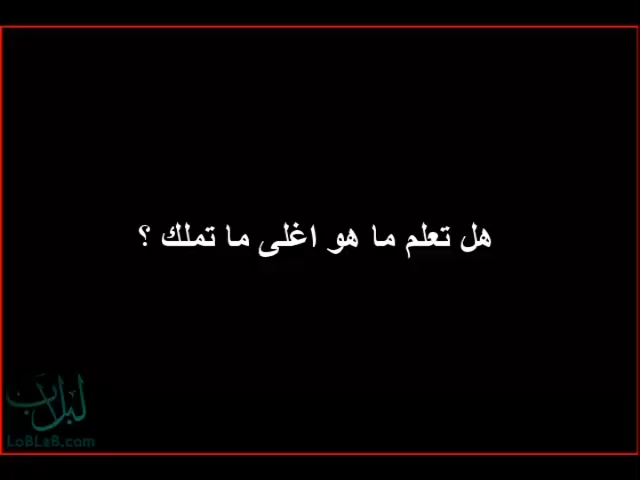 هل تعلم ما هو اغلى ما تملك ؟
لبلاب
LoBLaB.com